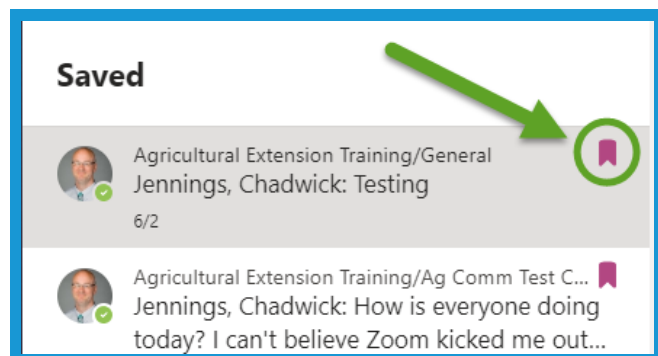 Saved
Agricultural Extension Training/General
Jennings, Chadwick: Testing
6/2
Agricultural Extension Training/Ag Comm Test C...
Jennings, Chadwick: How is everyone doing
today? I can't believe Zoom kicked me out...